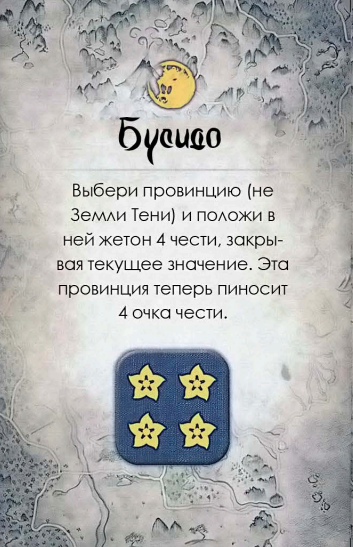 Бусидо
Выбери провинцию (не
Земли Тени) и положи в
ней жетон 4 чести, закры-
вая текущее значение. Эта
провинция теперь пиносит
4 очка чести.